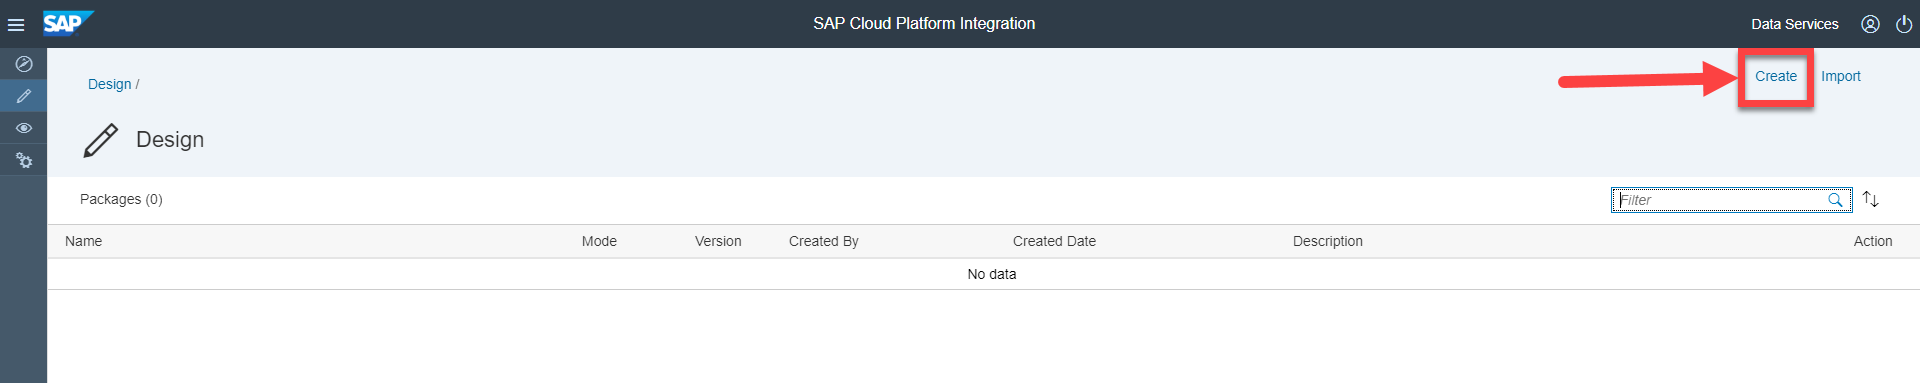 SAP SAP Cloud Platform Integration Data Services
Design / Create Import
Design
Packages (0) Filter
Name Mode Version Created By Created Date Description Action
No data